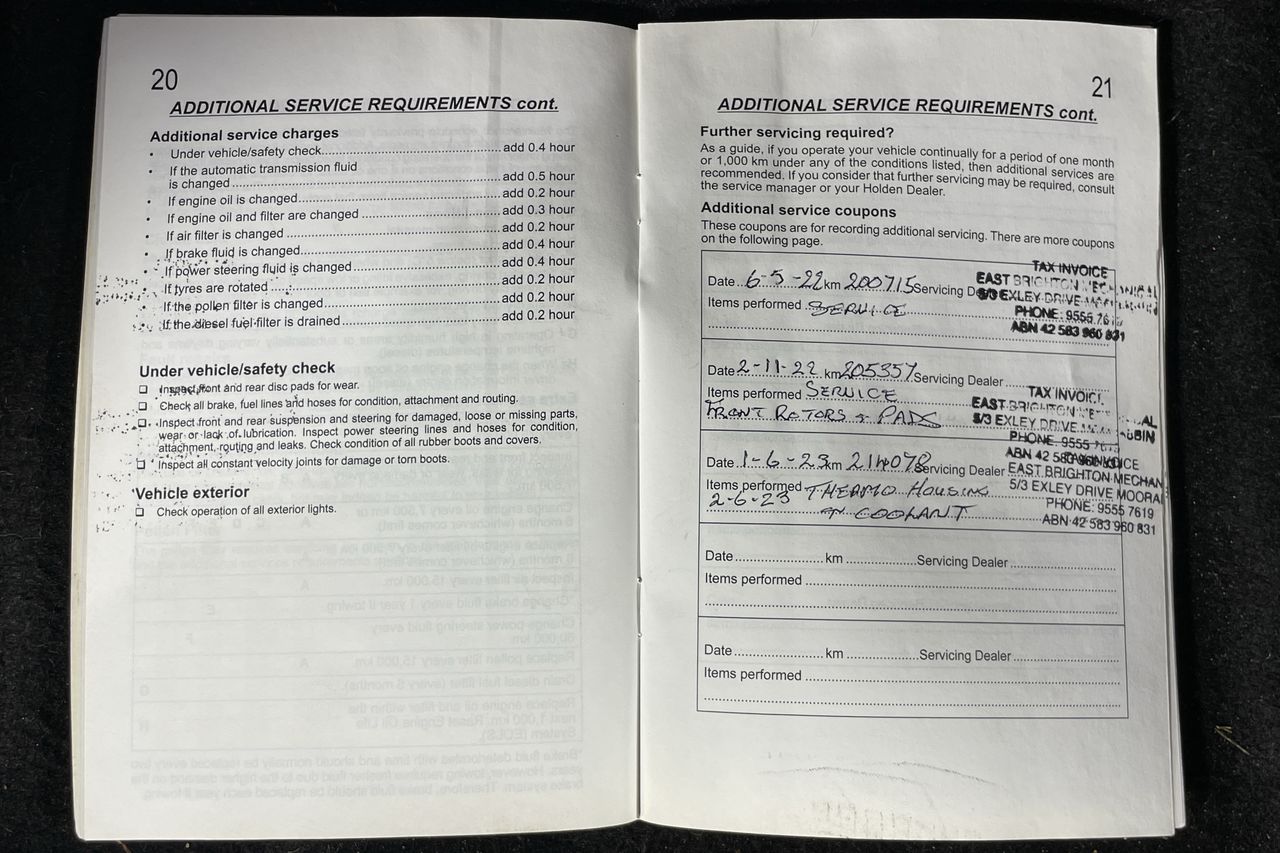 20
ADDITIONAL SERVICE REQUIREMENTS cont.
Additional service charges
• Under vehicle/safety check.......... add 0.4 hour
• If the automatic transmission fluid
is changed.......... add 0.5 hour
• If engine oil is changed.......... add 0.2 hour
• If engine oil and filter are changed.......... add 0.3 hour
• If air filter is changed.......... add 0.2 hour
• If brake fluid is changed.......... add 0.4 hour
• If power steering fluid is changed.......... add 0.4 hour
• If tyres are rotated.......... add 0.2 hour
• If the pollen filter is changed.......... add 0.2 hour
• If the diesel fuel filter is drained.......... add 0.2 hour
Under vehicle/safety check
❑ Inspect front and rear disc pads for wear.
❑ Check all brake, fuel lines and hoses for condition, attachment and routing.
❑ Inspect front and rear suspension and steering for damaged, loose or missing parts,
wear or lack of lubrication. Inspect power steering lines and hoses for condition,
attachment, routing and leaks. Check condition of all rubber boots and covers.
❑ Inspect all constant velocity joints for damage or torn boots.
Vehicle exterior
❑ Check operation of all exterior lights.
21
ADDITIONAL SERVICE REQUIREMENTS cont.
Further servicing required?
As a guide, if you operate your vehicle continually for a period of one month
or 1,000 km under any of the conditions listed, then additional services are
recommended. If you consider that further servicing may be required, consult
the service manager or your Holden Dealer.
Additional service coupons
These coupons are for recording additional servicing. There are more coupons
on the following page.
TAX INVOICE
Date 6-5-22 km 200715 Servicing EAST BRIGHTON
5/3 EXLEY DRIVE
Items performed SERVICE PHONE: 9555
ABN 42 583 960 831
Date 2-11-22 km 205357 Servicing Dealer
Items performed SERVICE TAX INVOICE
FRONT ROTORS + PADS EAST BRIGHTON
5/3 EXLEY DRIVE
PHONE 9555
ABN 42 583
TAX INVOICE
Date 1-6-23 km 214078 Servicing Dealer EAST BRIGHTON MECHAN
Items performed THERMO HOUSING 5/3 EXLEY DRIVE MOORA
2-6-23 + COOLANT PHONE: 9555 7619
ABN 42 583 960 831
Date.......... km.......... Servicing Dealer..........
Items performed..........
Date.......... km.......... Servicing Dealer..........
Items performed..........